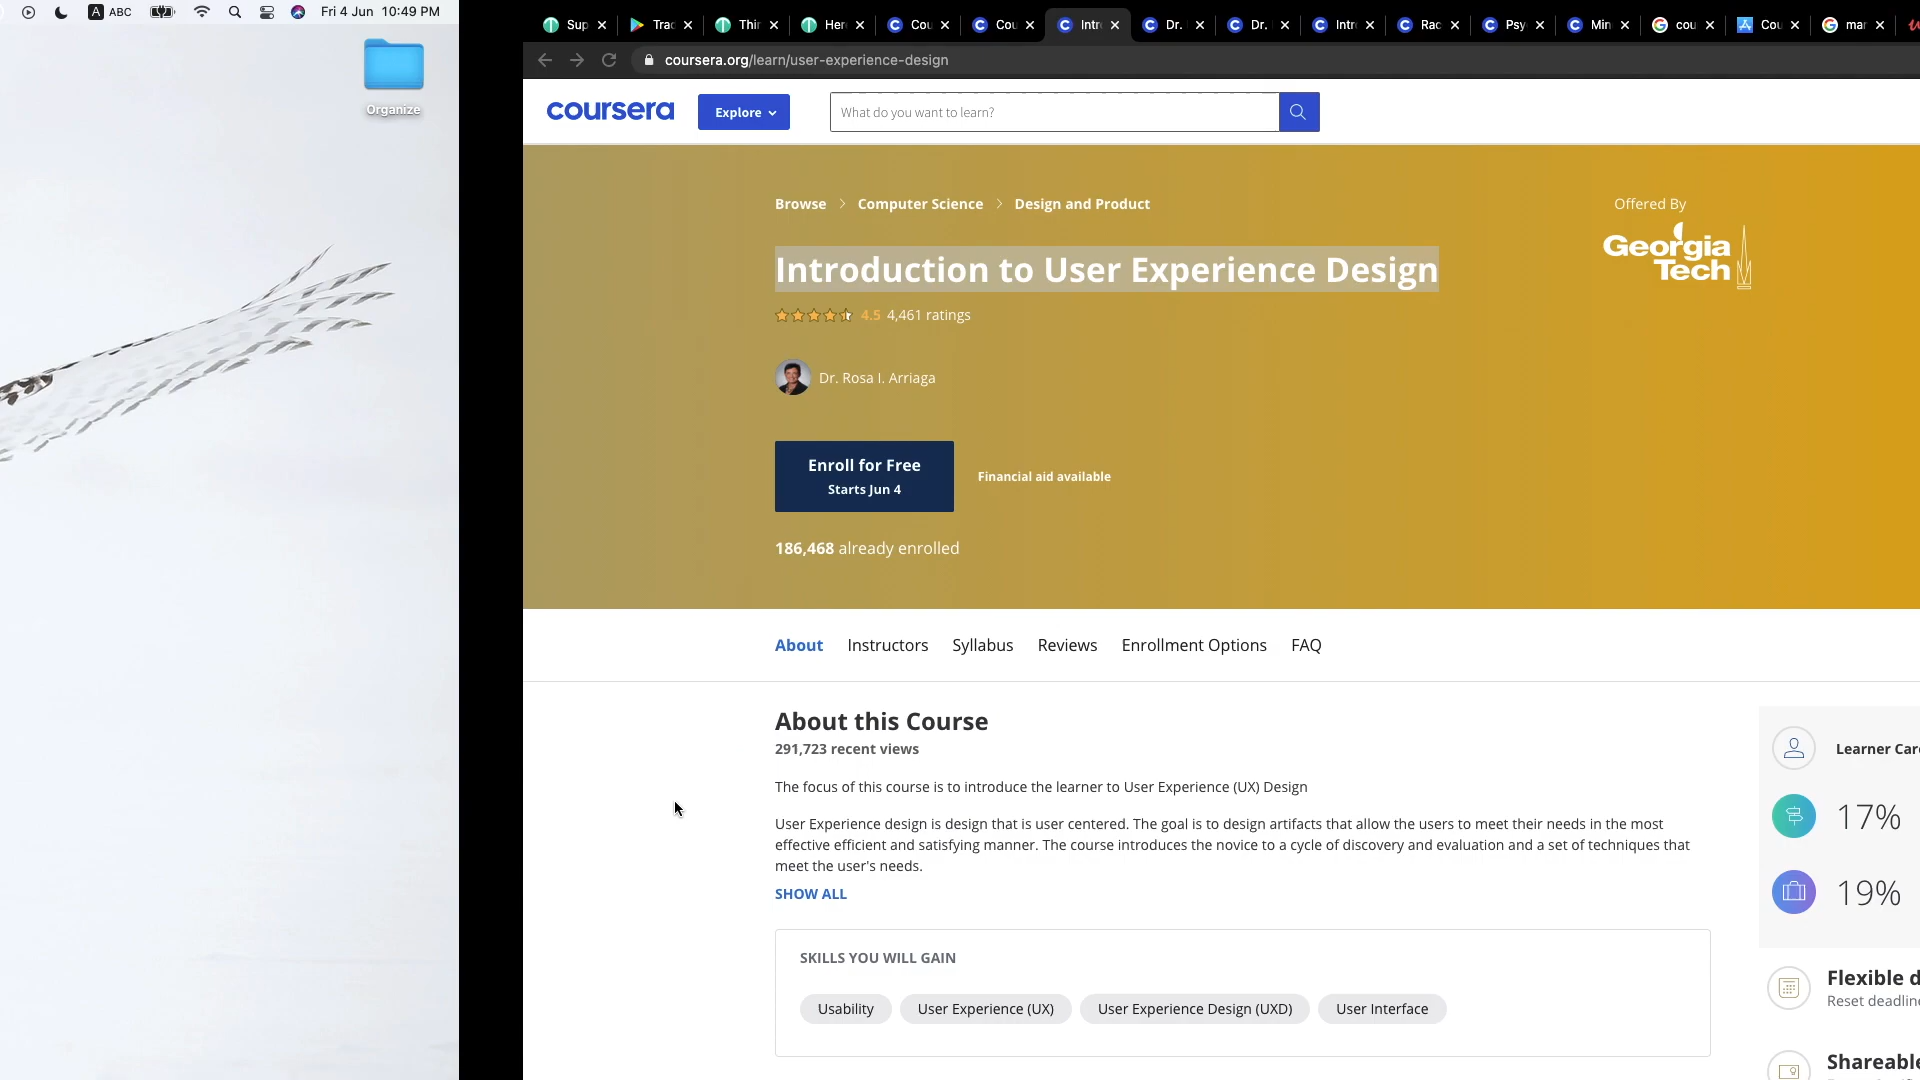 ABC
Fri 4 Jun 10:49 PM
Organize
Sup
Trac
Thir
Her
Cou
Cou
Intr
Dr.
Dr.
Intr
Rac
Psy
Min
cou
Cou
mar
coursera.org/learn/user-experience-design
coursera
Explore
What do you want to learn?
Browse > Computer Science > Design and Product
Offered By
Georgia
Tech
Introduction to User Experience Design
4.5 4,461 ratings
Dr. Rosa I. Arriaga
Enroll for Free
Starts Jun 4
Financial aid available
186,468 already enrolled
About Instructors Syllabus Reviews Enrollment Options FAQ
About this Course
291,723 recent views
The focus of this course is to introduce the learner to User Experience (UX) Design
User Experience design is design that is user centered. The goal is to design artifacts that allow the users to meet their needs in the most
effective efficient and satisfying manner. The course introduces the novice to a cycle of discovery and evaluation and a set of techniques that
meet the user's needs.
SHOW ALL
SKILLS YOU WILL GAIN
Usability
User Experience (UX)
User Experience Design (UXD)
User Interface
Learner Care
17%
19%
Flexible d
Reset deadline
Shareable